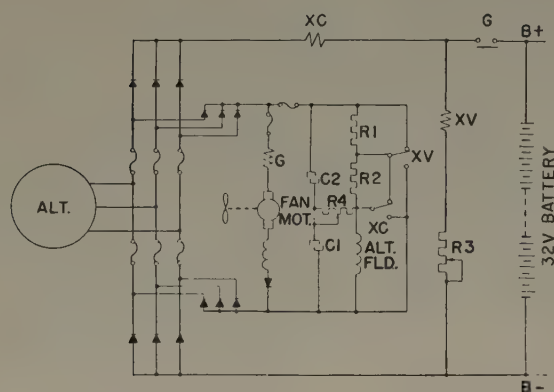 XC
G
B+
R1
XV
XV
G
C2
R2
ALT.
FAN
MOT.
R4
XC
C1
ALT.
FLD.
R3
32V BATTERY
B-